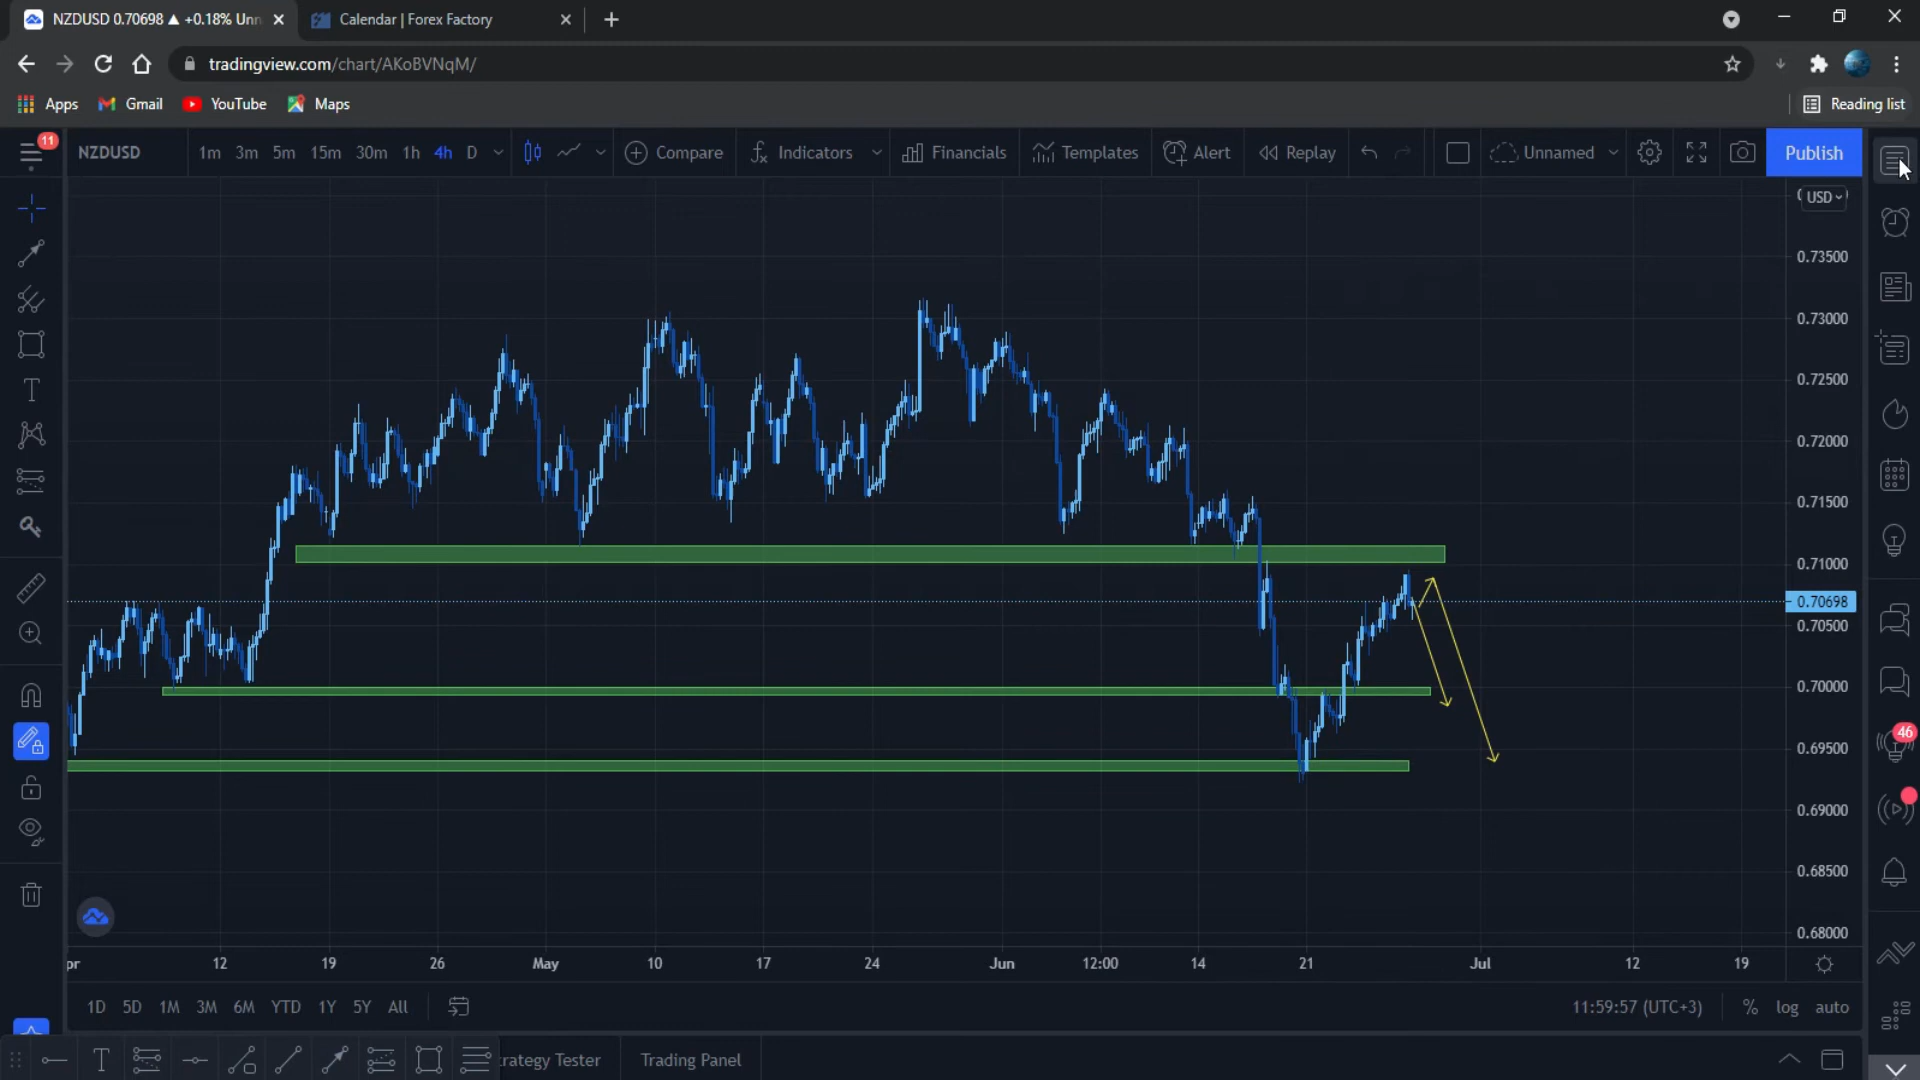 NZDUSD 0.70698 ▲ +0.18% Unn
Calendar | Forex Factory
tradingview.com/chart/AKoBVNqM/
Apps Gmail YouTube Maps Reading list
11
NZDUSD 1m 3m 5m 15m 30m 1h 4h D Compare Indicators Financials Templates Alert Replay Unnamed Publish
USD
0.73500
0.73000
0.72500
0.72000
0.71500
0.71000
0.70698
0.70500
0.70000
0.69500
0.69000
0.68500
0.68000
46
pr 12 19 26 May 10 17 24 Jun 12:00 14 21 Jul 12 19
1D 5D 1M 3M 6M YTD 1Y 5Y All 11:59:57 (UTC+3) % log auto
T trategy Tester Trading Panel